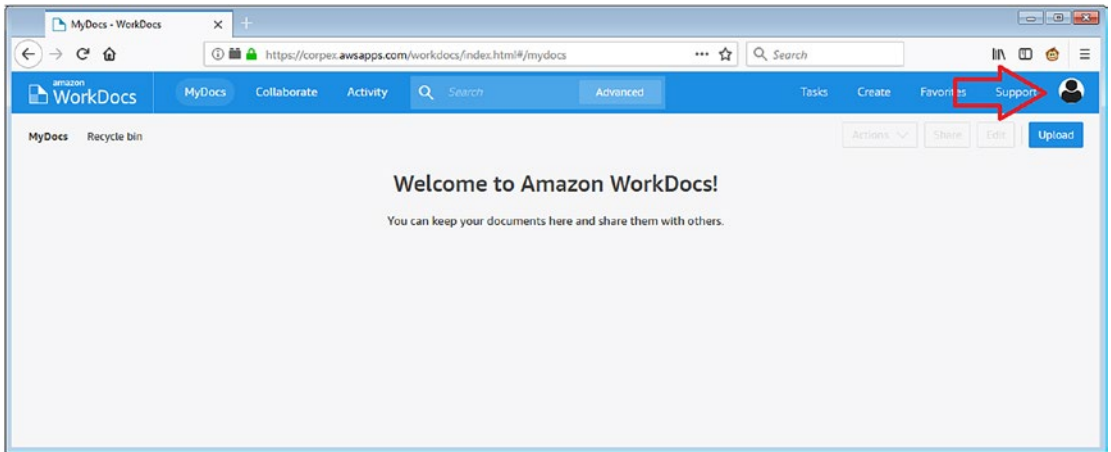 MyDocs - WorkDocs
https://corpex.awsapps.com/workdocs/index.html#/mydocs
Search
amazon
WorkDocs
MyDocs Collaborate Activity Search Advanced Tasks Create Favorites Support
MyDocs Recycle bin Actions Share Edit Upload
Welcome to Amazon WorkDocs!
You can keep your documents here and share them with others.